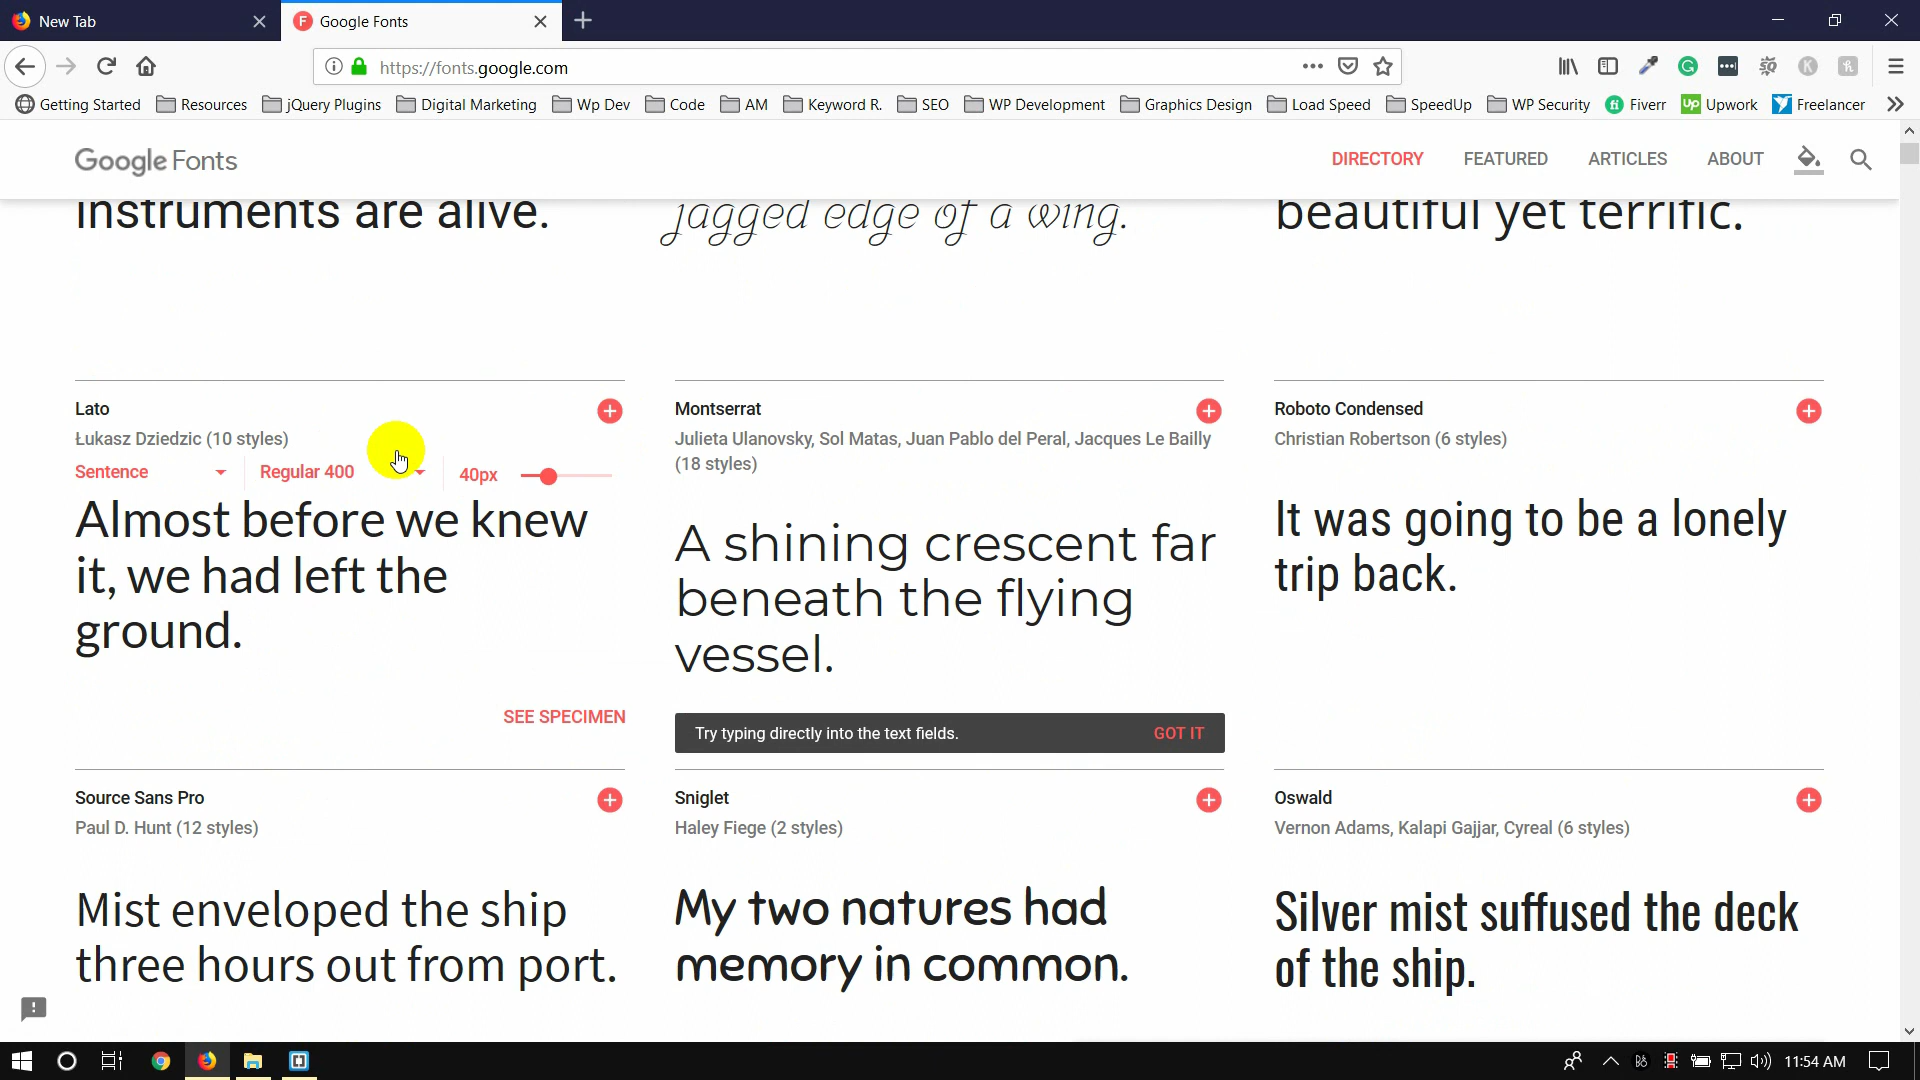 New Tab
Google Fonts
https://fonts.google.com
Getting Started
Resources
jQuery Plugins
Digital Marketing
Wp Dev
Code
AM
Keyword R.
SEO
WP Development
Graphics Design
Load Speed
SpeedUp
WP Security
Fiverr
Upwork
Freelancer
Google Fonts
DIRECTORY
FEATURED
ARTICLES
ABOUT
instruments are alive.
jagged edge of a wing.
beautiful yet terrific.
Lato
Łukasz Dziedzic (10 styles)
Sentence
Regular 400
40px
Almost before we knew
it, we had left the
ground.
SEE SPECIMEN
Montserrat
Julieta Ulanovsky, Sol Matas, Juan Pablo del Peral, Jacques Le Bailly
(18 styles)
A shining crescent far
beneath the flying
vessel.
Try typing directly into the text fields.
GOT IT
Roboto Condensed
Christian Robertson (6 styles)
It was going to be a lonely
trip back.
Source Sans Pro
Paul D. Hunt (12 styles)
Mist enveloped the ship
three hours out from port.
Sniglet
Haley Fiege (2 styles)
My two natures had
memory in common.
Oswald
Vernon Adams, Kalapi Gajjar, Cyreal (6 styles)
Silver mist suffused the deck
of the ship.
11:54 AM